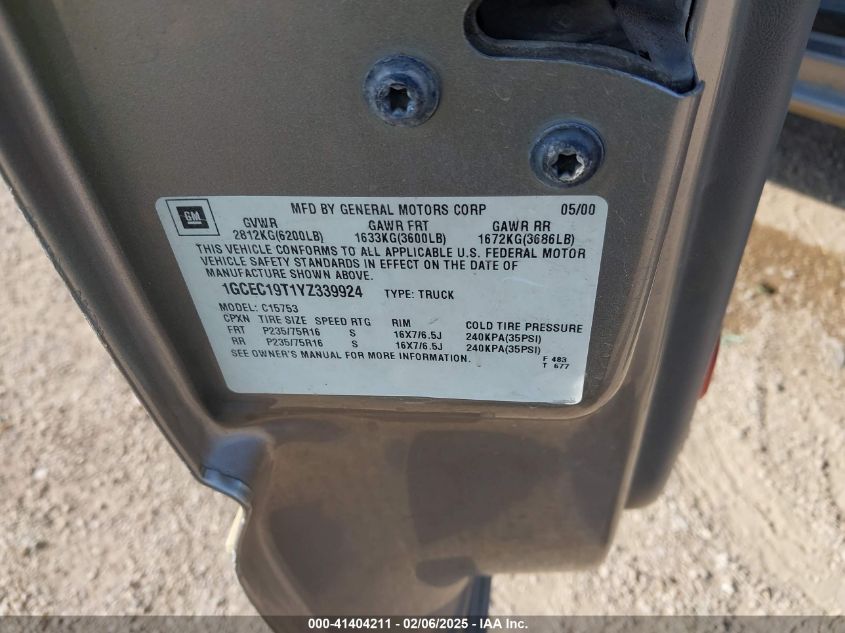 GM
MFD BY GENERAL MOTORS CORP 05/00
GVWR GAWR FRT GAWR RR
2812KG(6200LB) 1633KG(3600LB) 1672KG(3686LB)
THIS VEHICLE CONFORMS TO ALL APPLICABLE U.S. FEDERAL MOTOR
VEHICLE SAFETY STANDARDS IN EFFECT ON THE DATE OF
MANUFACTURE SHOWN ABOVE.
1GCEC19T1YZ339924 TYPE: TRUCK
MODEL: C15753
CPXN TIRE SIZE SPEED RTG RIM COLD TIRE PRESSURE
FRT P235/75R16 S 16X7/6.5J 240KPA(35PSI)
RR P235/75R16 S 16X7/6.5J 240KPA(35PSI)
SEE OWNER'S MANUAL FOR MORE INFORMATION.
F 483
T 677
000-41404211 - 02/06/2025 - IAA Inc.